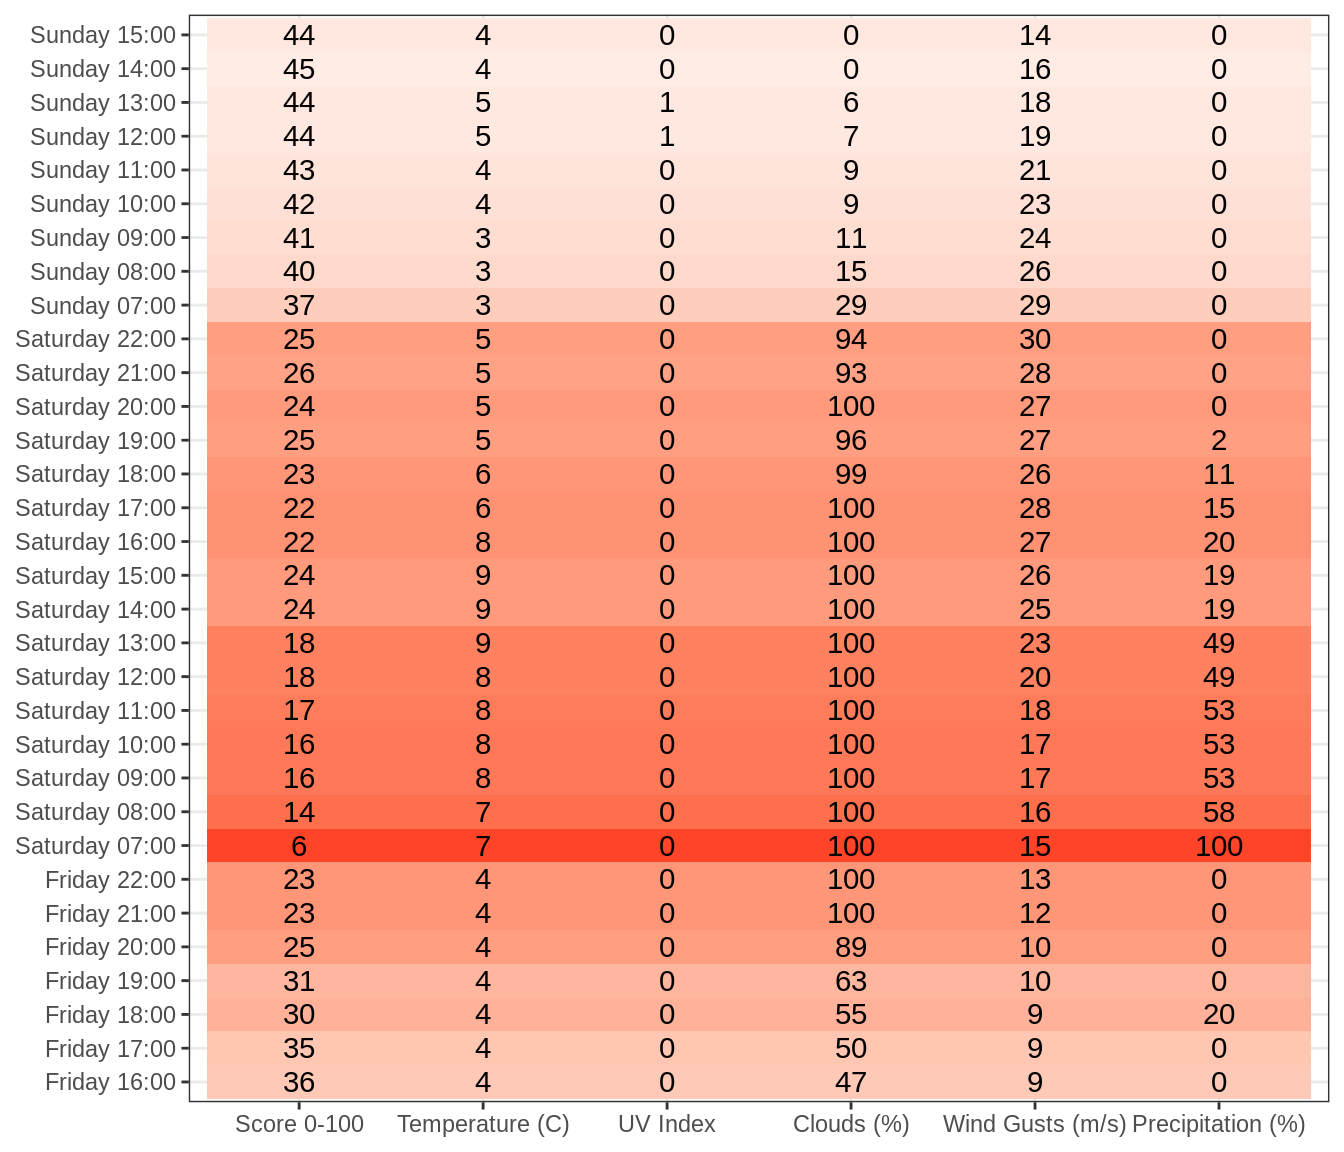 Sunday 15:00 44 4 0 0 14 0
Sunday 14:00 45 4 0 0 16 0
Sunday 13:00 44 5 1 6 18 0
Sunday 12:00 44 5 1 7 19 0
Sunday 11:00 43 4 0 9 21 0
Sunday 10:00 42 4 0 9 23 0
Sunday 09:00 41 3 0 11 24 0
Sunday 08:00 40 3 0 15 26 0
Sunday 07:00 37 3 0 29 29 0
Saturday 22:00 25 5 0 94 30 0
Saturday 21:00 26 5 0 93 28 0
Saturday 20:00 24 5 0 100 27 0
Saturday 19:00 25 5 0 96 27 2
Saturday 18:00 23 6 0 99 26 11
Saturday 17:00 22 6 0 100 28 15
Saturday 16:00 22 8 0 100 27 20
Saturday 15:00 24 9 0 100 26 19
Saturday 14:00 24 9 0 100 25 19
Saturday 13:00 18 9 0 100 23 49
Saturday 12:00 18 8 0 100 20 49
Saturday 11:00 17 8 0 100 18 53
Saturday 10:00 16 8 0 100 17 53
Saturday 09:00 16 8 0 100 17 53
Saturday 08:00 14 7 0 100 16 58
Saturday 07:00 6 7 0 100 15 100
Friday 22:00 23 4 0 100 13 0
Friday 21:00 23 4 0 100 12 0
Friday 20:00 25 4 0 89 10 0
Friday 19:00 31 4 0 63 10 0
Friday 18:00 30 4 0 55 9 20
Friday 17:00 35 4 0 50 9 0
Friday 16:00 36 4 0 47 9 0
Score 0-100 Temperature (C) UV Index Clouds (%) Wind Gusts (m/s) Precipitation (%)